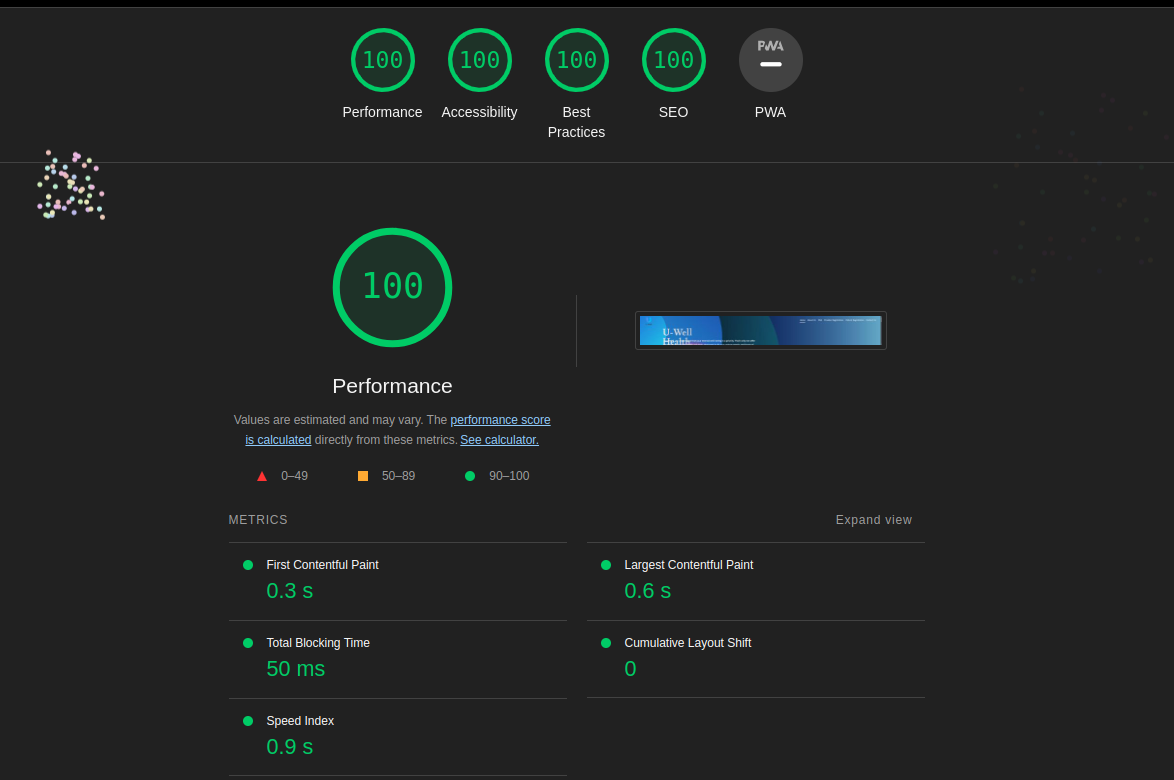 100 100 100 100 PWA
Performance Accessibility Best Practices SEO PWA
100
Performance
U-Well
Health
Values are estimated and may vary. The performance score
is calculated directly from these metrics. See calculator.
0–49 50–89 90–100
METRICS Expand view
First Contentful Paint Largest Contentful Paint
0.3 s 0.6 s
Total Blocking Time Cumulative Layout Shift
50 ms 0
Speed Index
0.9 s